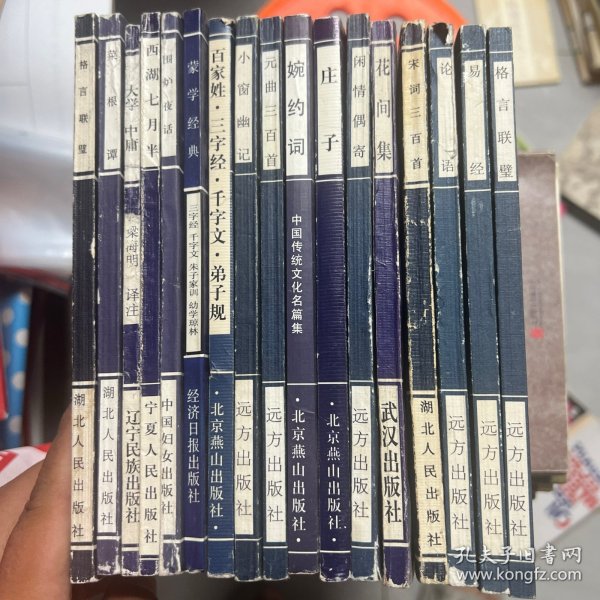 格言联璧
湖北人民出版社
菜根谭
湖北人民出版社
大学 中庸
梁海明 译注
辽宁民族出版社
西湖七月半
宁夏人民出版社
围炉夜话
中国妇女出版社
蒙学经典
三字经 千字文 朱子家训 幼学琼林
经济日报出版社
百家姓·三字经·千字文·弟子规
·北京燕山出版社·
小窗幽记
远方出版社
元曲三百首
远方出版社
婉约词
中国传统文化名篇集
·北京燕山出版社·
庄子
·北京燕山出版社·
闲情偶寄
远方出版社
花间集
武汉出版社
宋词三百首
湖北人民出版社
论语
远方出版社
易经
远方出版社
格言联璧
远方出版社
孔夫子旧书网
www.kongfz.com